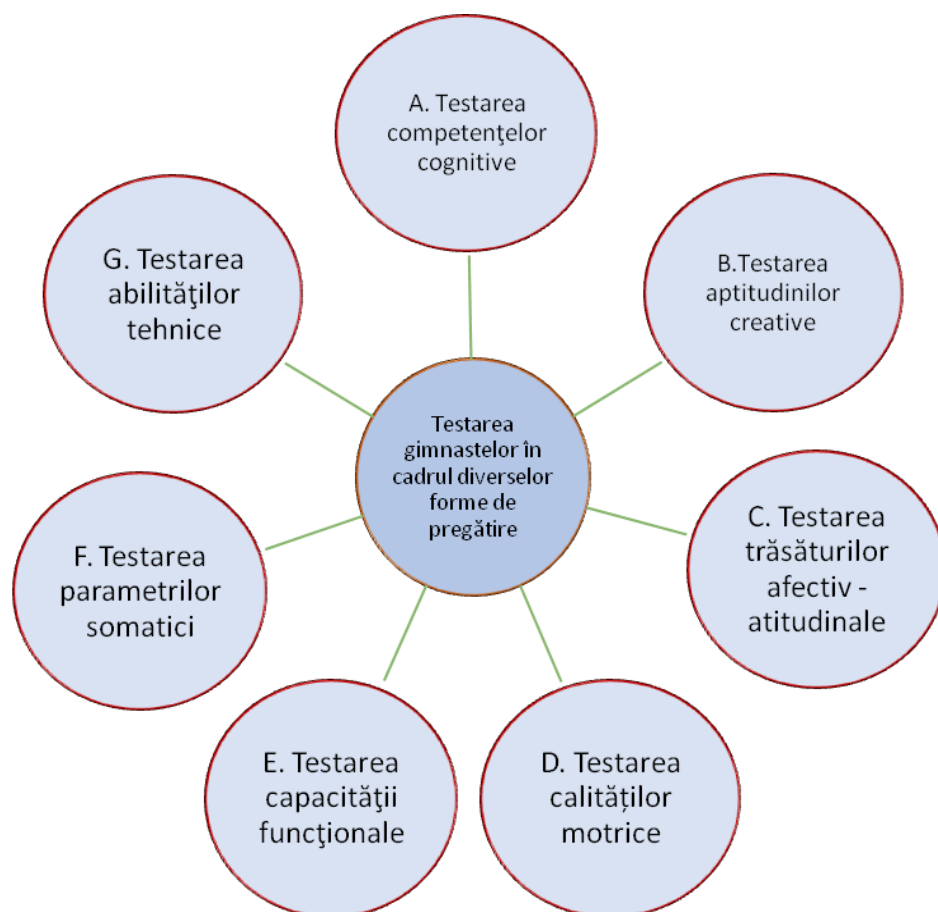 A. Testarea
competenţelor
cognitive
B.Testarea
aptitudinilor
creative
C. Testarea
trăsăturilor
afectiv -
atitudinale
D. Testarea
calităților
motrice
E. Testarea
capacităţii
funcţionale
F. Testarea
parametrilor
somatici
G. Testarea
abilităţilor
tehnice
Testarea
gimnastelor în
cadrul diverselor
forme de
pregătire